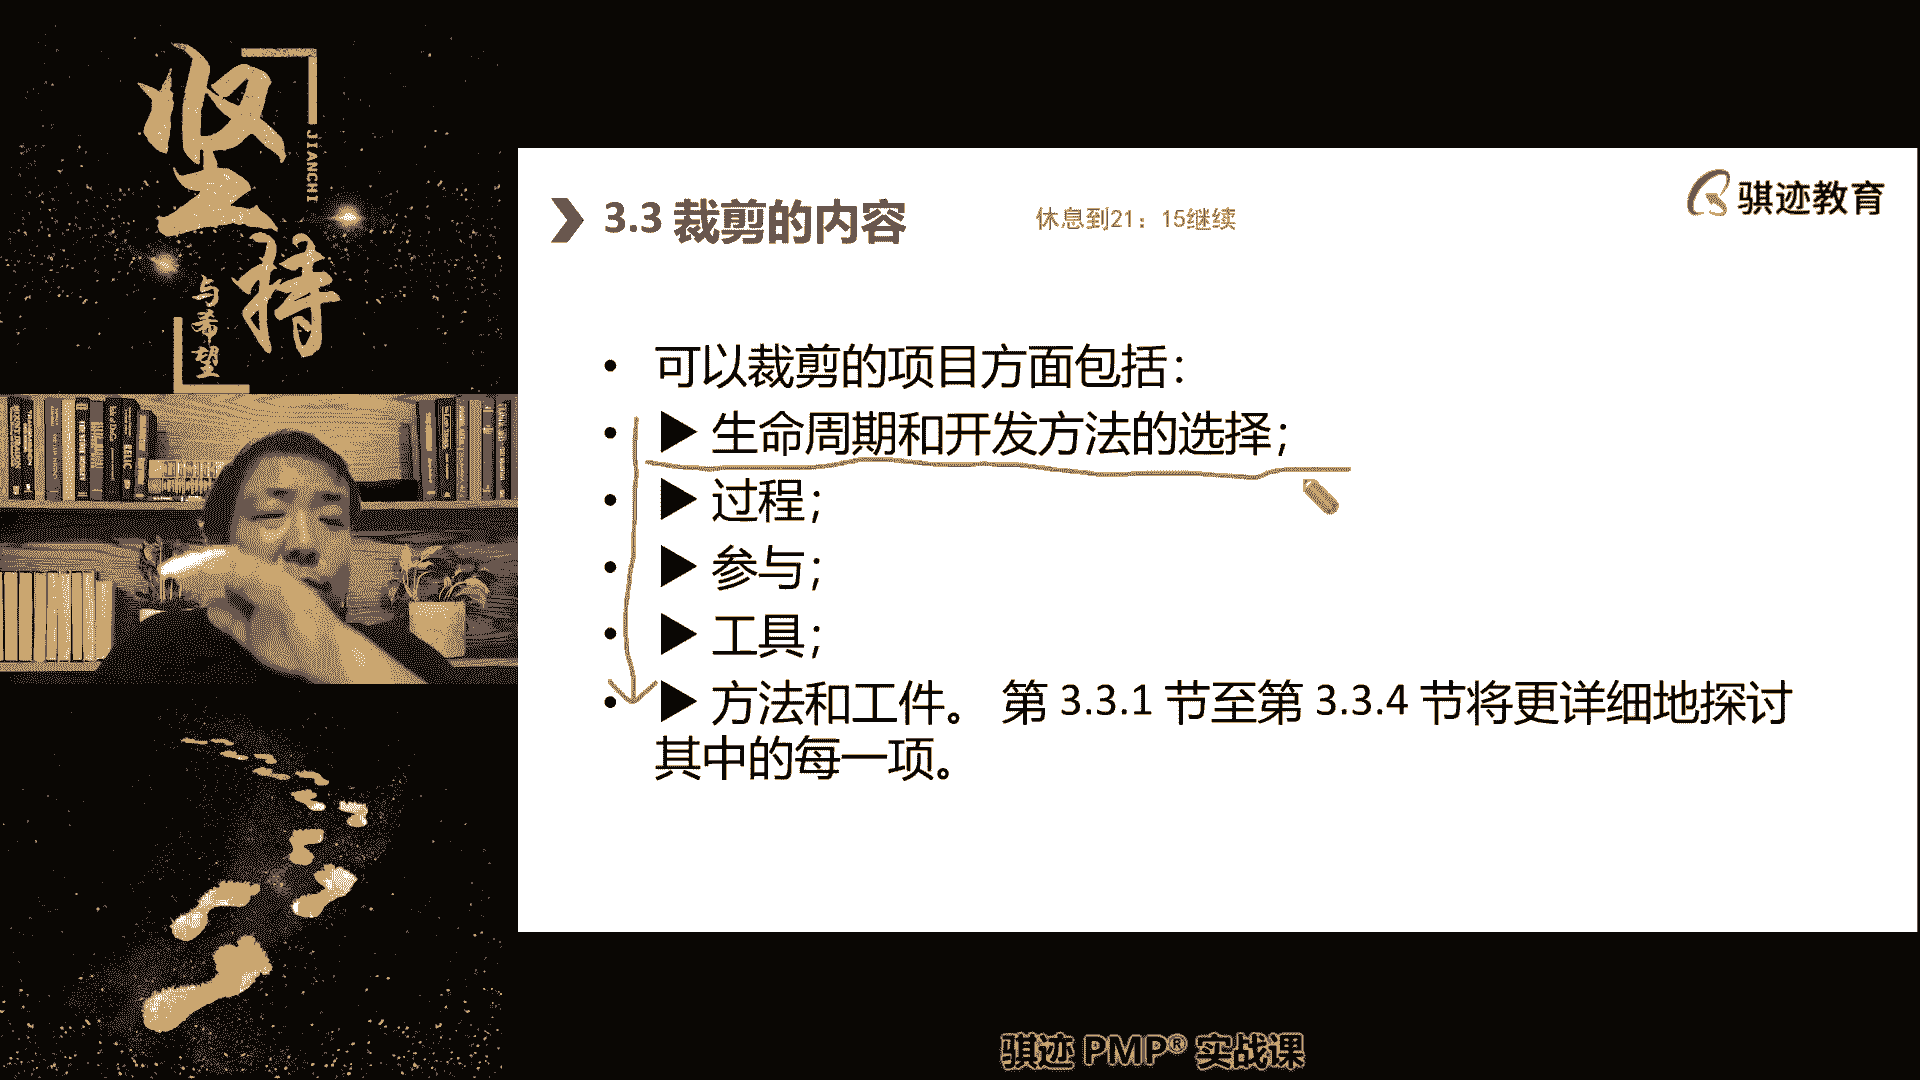 坚持
JIANCHI
与希望
3.3 裁剪的内容
休息到21：15继续
骐迹教育
• 可以裁剪的项目方面包括：
• ▶ 生命周期和开发方法的选择；
• ▶ 过程；
• ▶ 参与；
• ▶ 工具；
• ▶ 方法和工件。 第 3.3.1 节至第 3.3.4 节将更详细地探讨
其中的每一项。
骐迹 PMP® 实战课